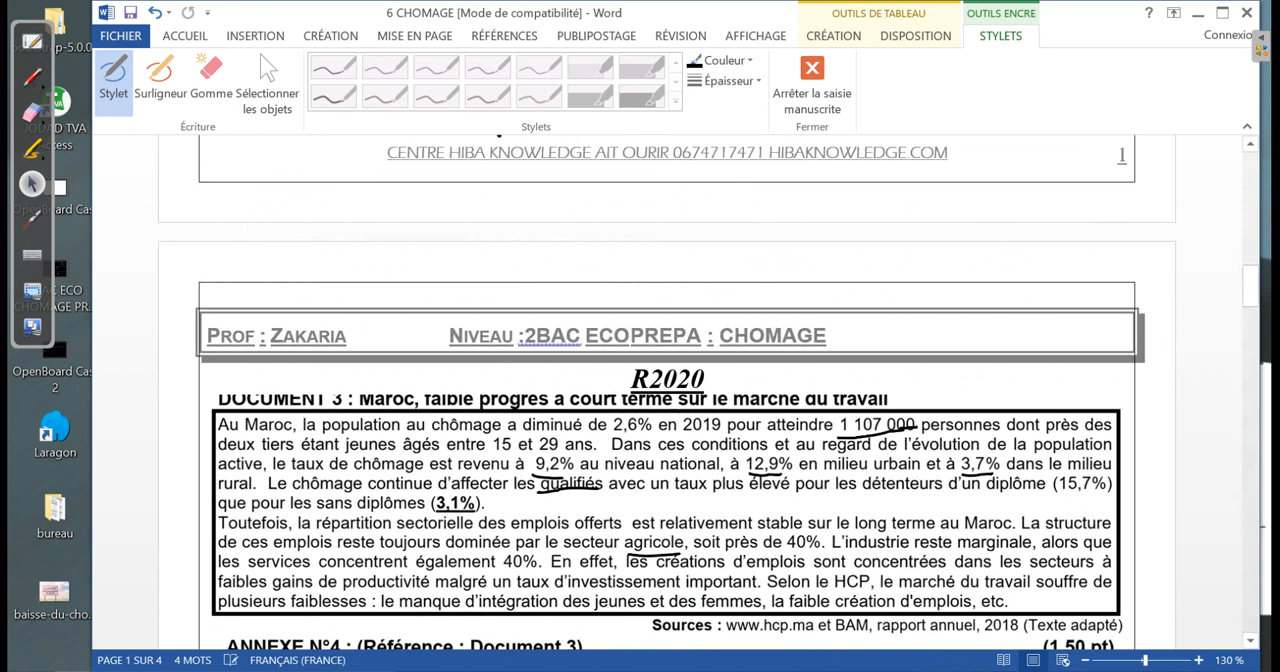 6 CHOMAGE [Mode de compatibilité] - Word
OUTILS DE TABLEAU
OUTILS ENCRE
FICHIER ACCUEIL INSERTION CRÉATION MISE EN PAGE RÉFÉRENCES PUBLIPOSTAGE RÉVISION AFFICHAGE CRÉATION DISPOSITION STYLETS
Connexio
Stylet Surligneur Gomme Sélectionner les objets
Couleur
Épaisseur
Arrêter la saisie manuscrite
Écriture Stylets Fermer
CENTRE HIBA KNOWLEDGE AIT OURIR 0674717471 HIBAKNOWLEDGE.COM 1
PROF : ZAKARIA NIVEAU :2BAC ECOPREPA : CHOMAGE
R2020
DOCUMENT 3 : Maroc, faible progrès à court terme sur le marché du travail
Au Maroc, la population au chômage a diminué de 2,6% en 2019 pour atteindre 1 107 000 personnes dont près des
deux tiers étant jeunes âgés entre 15 et 29 ans. Dans ces conditions et au regard de l’évolution de la population
active, le taux de chômage est revenu à 9,2% au niveau national, à 12,9% en milieu urbain et à 3,7% dans le milieu
rural. Le chômage continue d’affecter les qualifiés avec un taux plus élevé pour les détenteurs d’un diplôme (15,7%)
que pour les sans diplômes (3,1%).
Toutefois, la répartition sectorielle des emplois offerts est relativement stable sur le long terme au Maroc. La structure
de ces emplois reste toujours dominée par le secteur agricole, soit près de 40%. L’industrie reste marginale, alors que
les services concentrent également 40%. En effet, les créations d’emplois sont concentrées dans les secteurs à
faibles gains de productivité malgré un taux d’investissement important. Selon le HCP, le marché du travail souffre de
plusieurs faiblesses : le manque d’intégration des jeunes et des femmes, la faible création d'emplois, etc.
Sources : www.hcp.ma et BAM, rapport annuel, 2018 (Texte adapté)
ANNEXE N°4 : (Référence : Document 3) (1,50 pt)
OpenBoard Cas
2
Laragon
bureau
baisse-du-cho...
PAGE 1 SUR 4 4 MOTS FRANÇAIS (FRANCE) 130 %